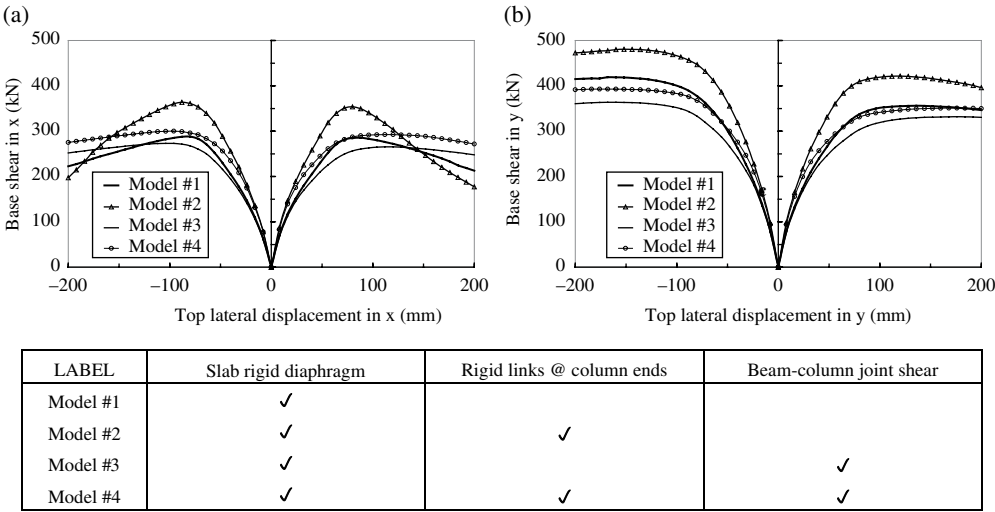 (a)
500
400
300
200
100
0
Base shear in x (kN)
Model #1
Model #2
Model #3
Model #4
−200 −100 0 100 200
Top lateral displacement in x (mm)
(b)
500
400
300
200
100
0
Base shear in y (kN)
Model #1
Model #2
Model #3
Model #4
−200 −100 0 100 200
Top lateral displacement in y (mm)
LABEL Slab rigid diaphragm Rigid links @ column ends Beam-column joint shear
Model #1 ✓
Model #2 ✓ ✓
Model #3 ✓ ✓
Model #4 ✓ ✓ ✓